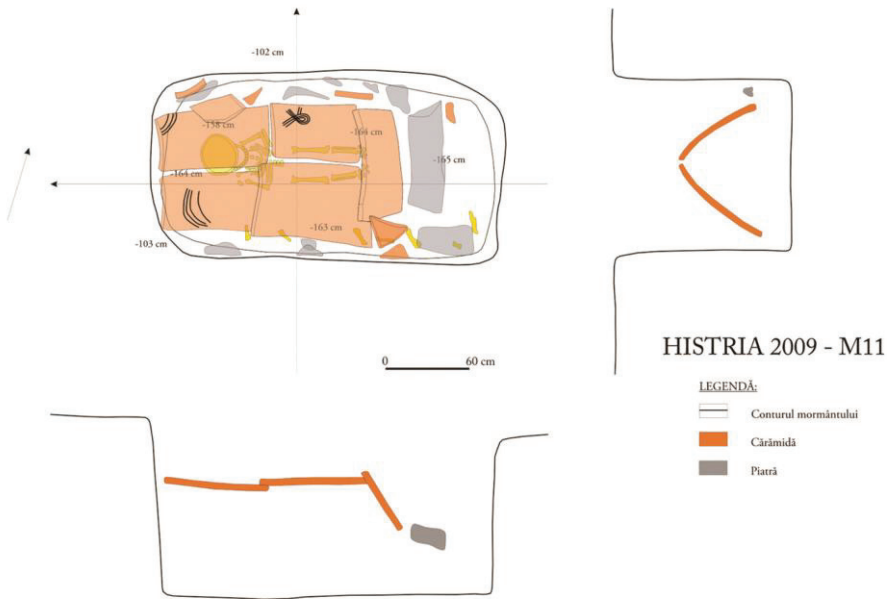 -102 cm
-158 cm
-164 cm
-164 cm
-165 cm
-163 cm
-103 cm
0 60 cm
HISTRIA 2009 - M11
LEGENDĂ:
Conturul mormântului
Cărămidă
Piatră